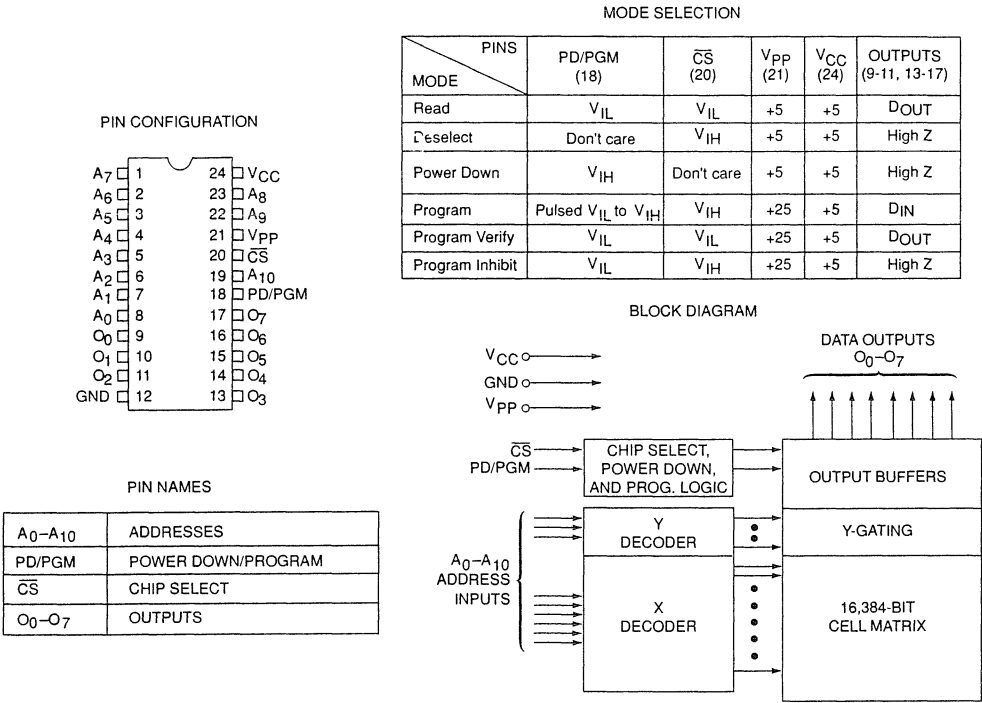 MODE SELECTION
PINS
MODE
PD/PGM (18)
C̅S̅ (20)
VPP (21)
VCC (24)
OUTPUTS (9-11, 13-17)
Read VIL VIL +5 +5 DOUT
Deselect Don't care VIH +5 +5 High Z
Power Down VIH Don't care +5 +5 High Z
Program Pulsed VIL to VIH VIH +25 +5 DIN
Program Verify VIL VIL +25 +5 DOUT
Program Inhibit VIL VIH +25 +5 High Z
PIN CONFIGURATION
A7 1 24 VCC
A6 2 23 A8
A5 3 22 A9
A4 4 21 VPP
A3 5 20 C̅S̅
A2 6 19 A10
A1 7 18 PD/PGM
A0 8 17 O7
O0 9 16 O6
O1 10 15 O5
O2 11 14 O4
GND 12 13 O3
PIN NAMES
A0–A10 ADDRESSES
PD/PGM POWER DOWN/PROGRAM
C̅S̅ CHIP SELECT
O0–O7 OUTPUTS
BLOCK DIAGRAM
VCC
GND
VPP
DATA OUTPUTS
O0–O7
C̅S̅
PD/PGM
CHIP SELECT,
POWER DOWN,
AND PROG. LOGIC
OUTPUT BUFFERS
Y
DECODER
Y-GATING
A0–A10
ADDRESS
INPUTS
X
DECODER
16,384-BIT
CELL MATRIX